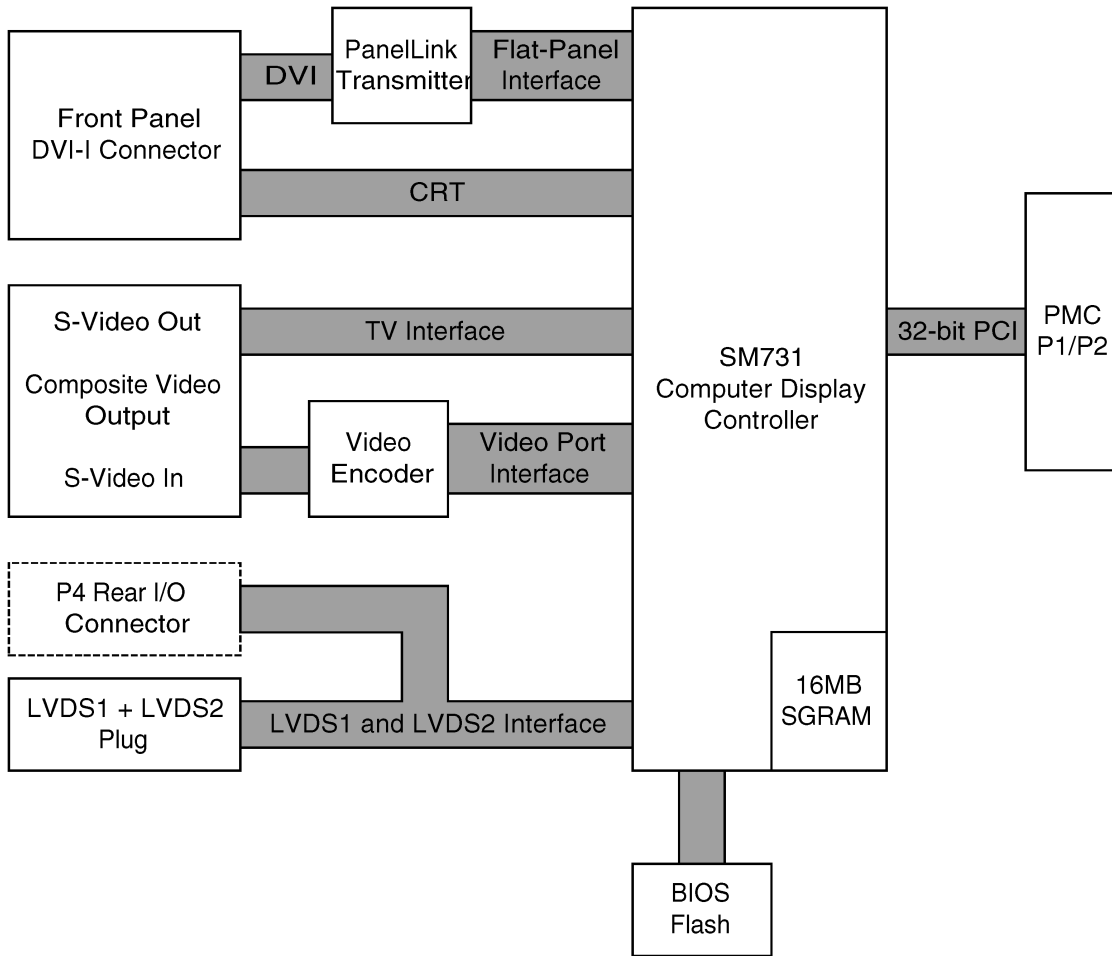 PanelLink
Transmitter
Flat-Panel
Interface
DVI
Front Panel
DVI-I Connector
CRT
S-Video Out
TV Interface
32-bit PCI
PMC
P1/P2
SM731
Computer Display
Controller
Composite Video
Output
Video
Encoder
Video Port
Interface
S-Video In
P4 Rear I/O
Connector
LVDS1 + LVDS2
Plug
LVDS1 and LVDS2 Interface
16MB
SGRAM
BIOS
Flash